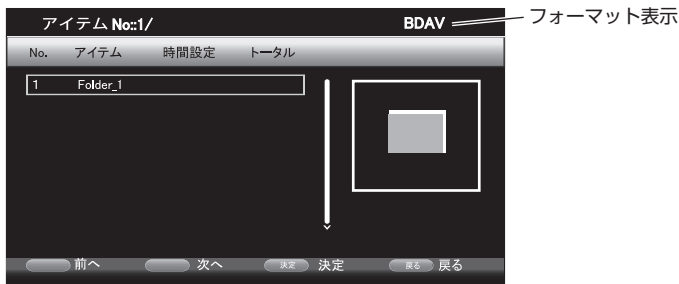 アイテム No.:1/ BDAV フォーマット表示
No. アイテム 時間設定 トータル
1 Folder_1
前へ 次へ 決定 決定 戻る 戻る